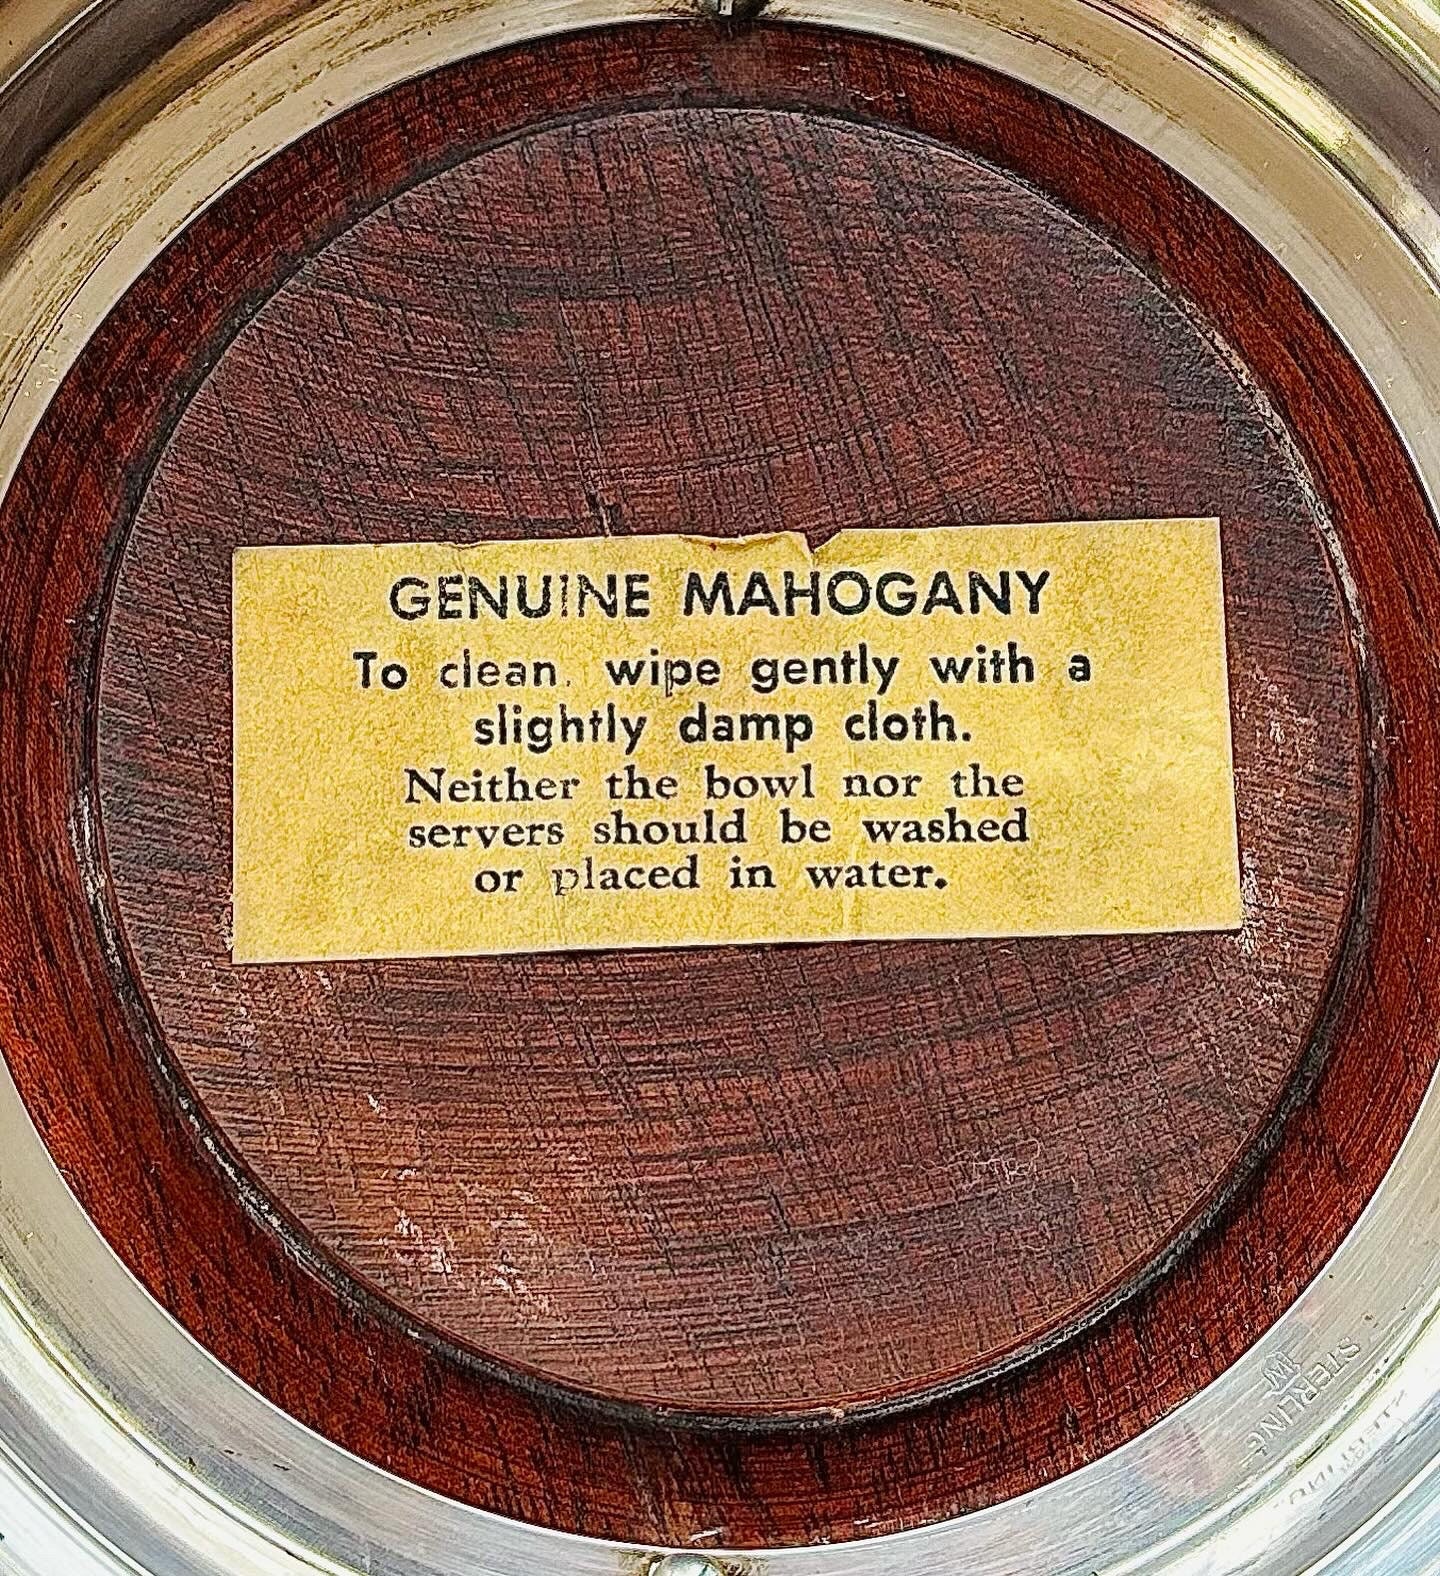 GENUINE MAHOGANY
To clean, wipe gently with a
slightly damp cloth.
Neither the bowl nor the
servers should be washed
or placed in water.
STERLING